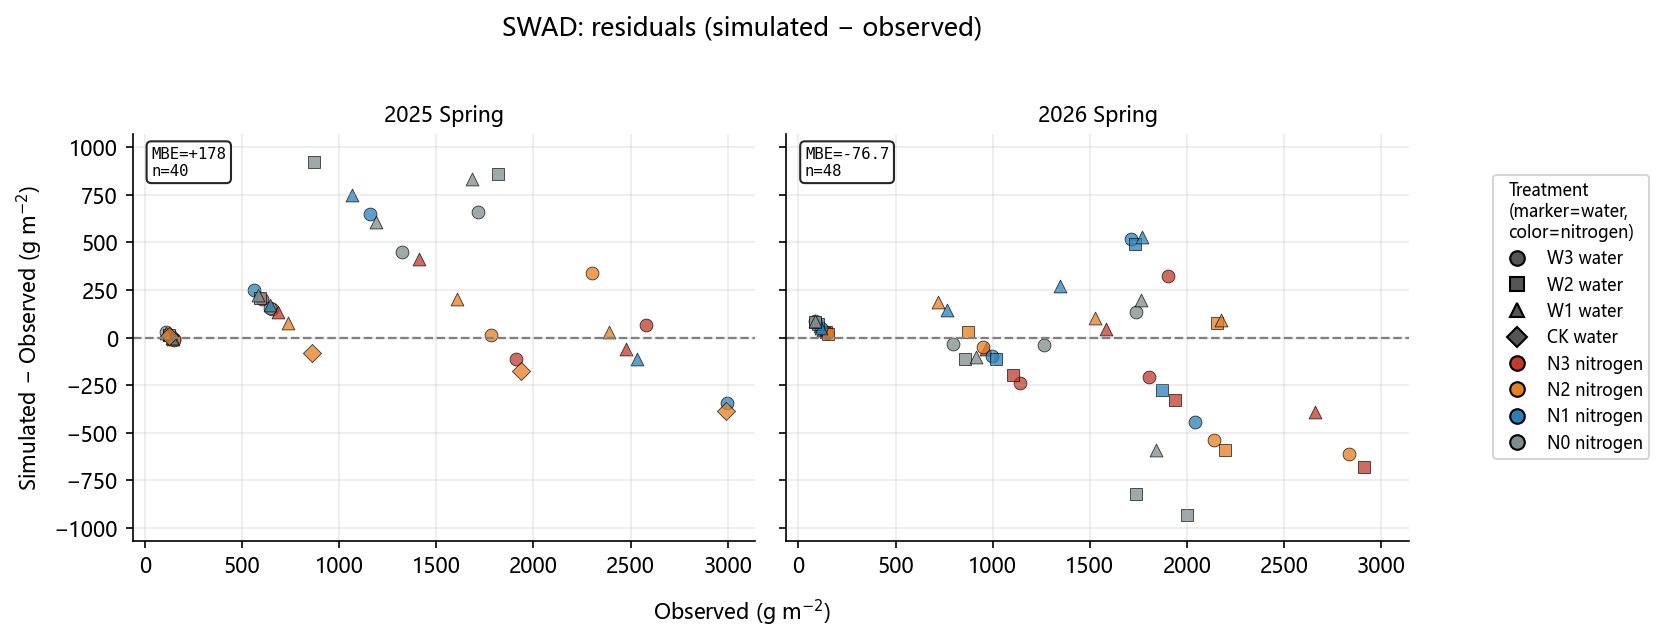 SWAD: residuals (simulated − observed)
2025 Spring
2026 Spring
MBE=+178
n=40
MBE=-76.7
n=48
Simulated − Observed (g m⁻²)
1000
750
500
250
0
−250
−500
−750
−1000
0 500 1000 1500 2000 2500 3000
0 500 1000 1500 2000 2500 3000
Observed (g m⁻²)
Treatment
(marker=water,
color=nitrogen)
W3 water
W2 water
W1 water
CK water
N3 nitrogen
N2 nitrogen
N1 nitrogen
N0 nitrogen